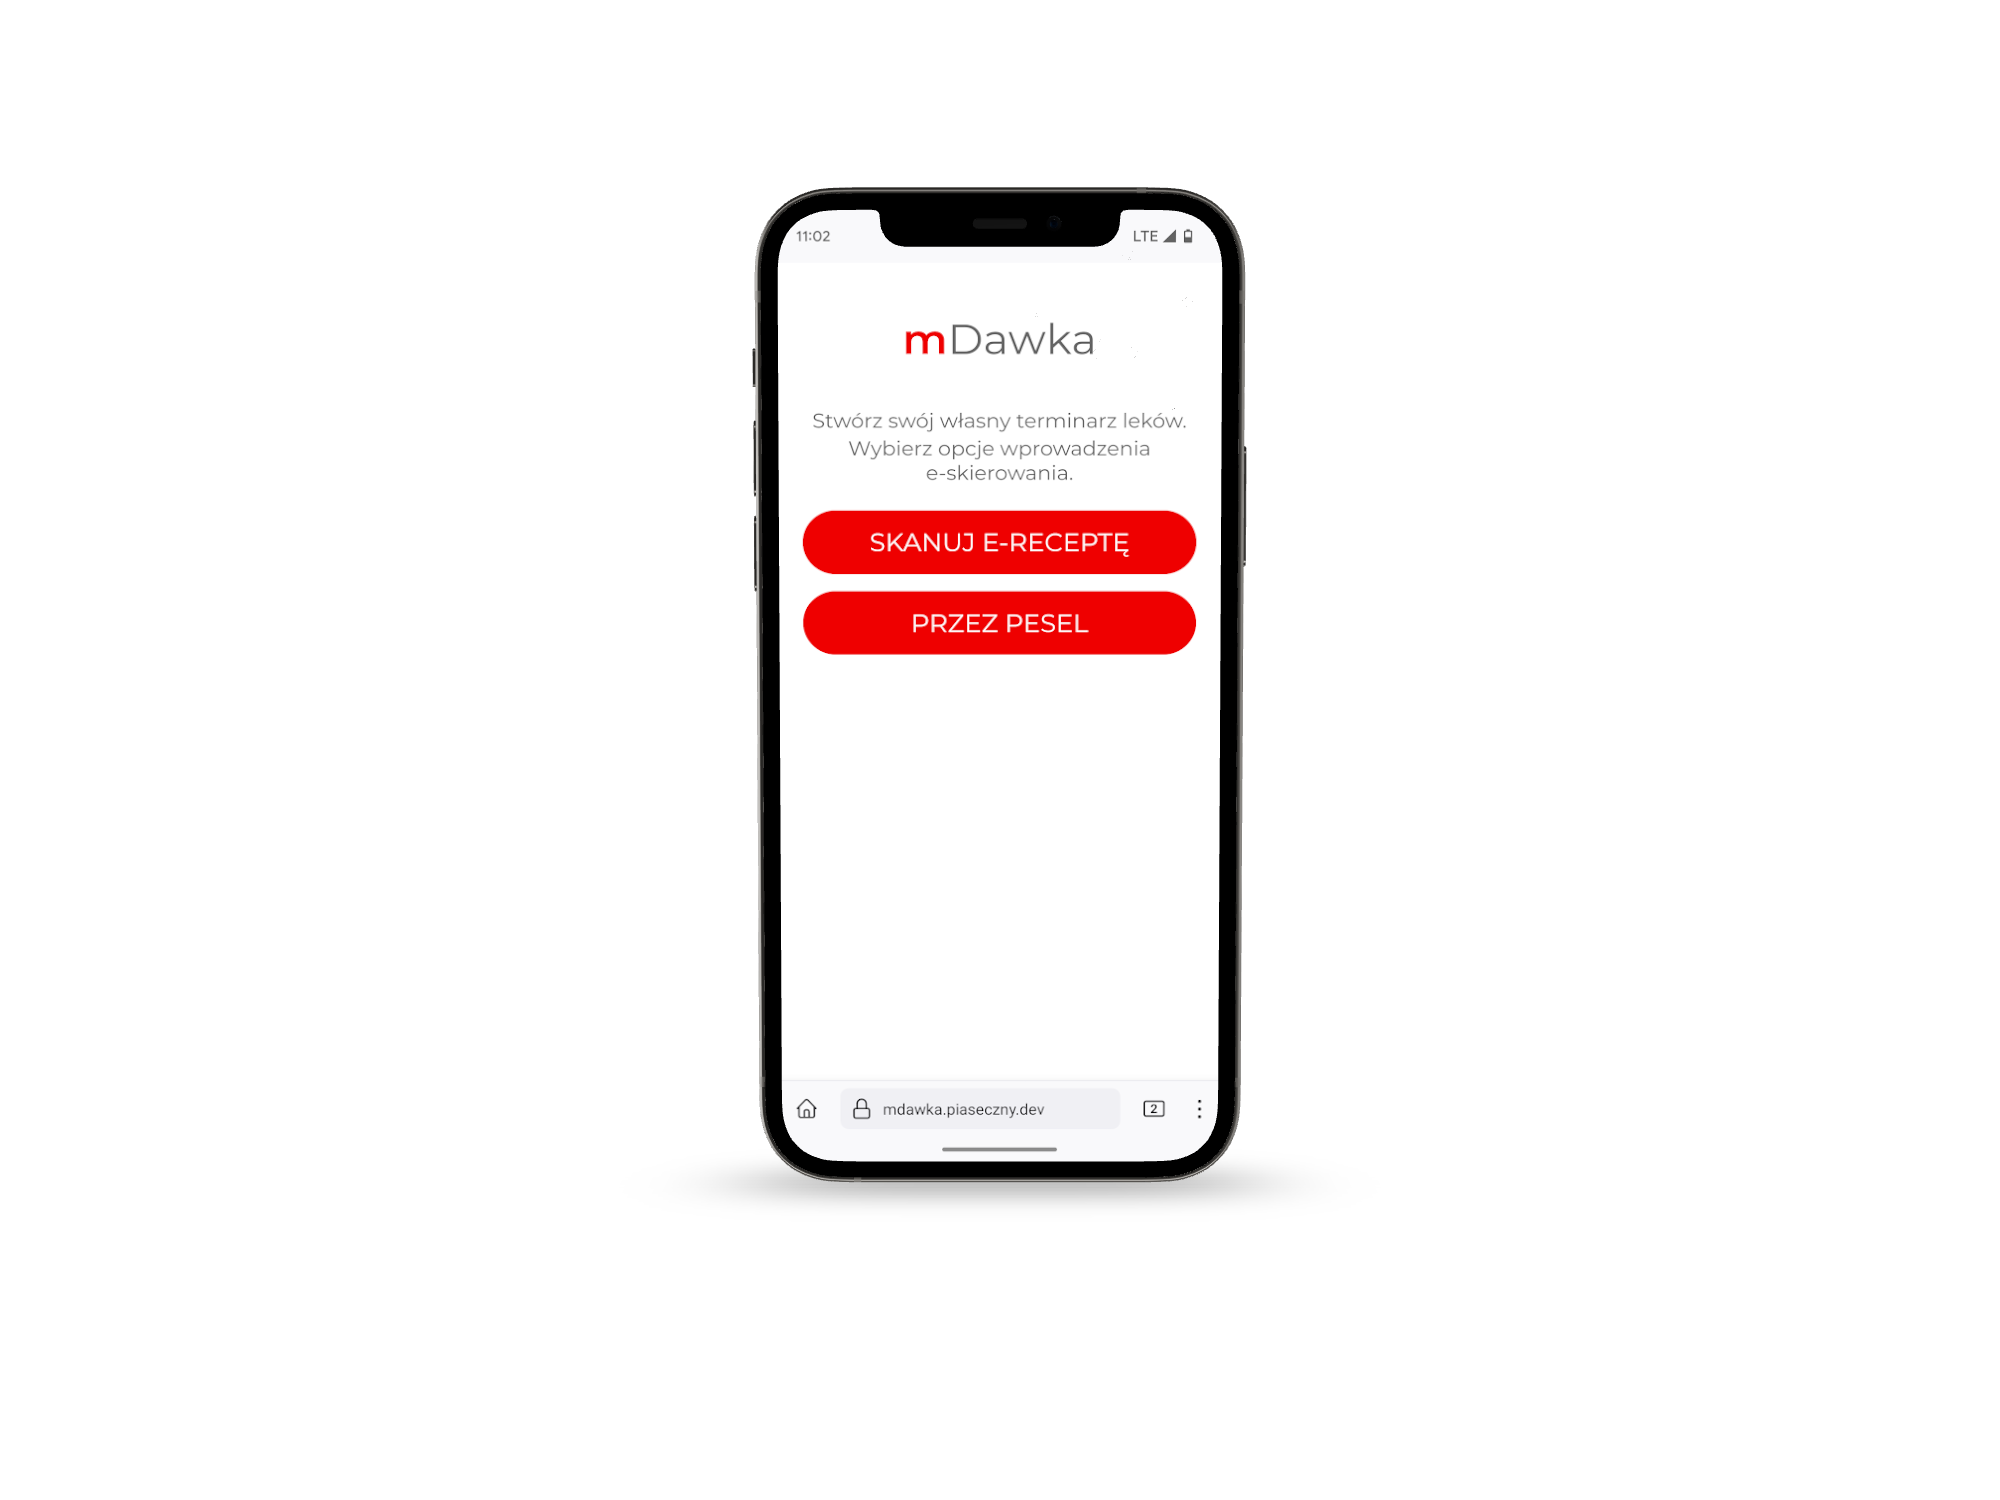 11:02
LTE
mDawka
Stwórz swój własny terminarz leków.
Wybierz opcje wprowadzenia
e-skierowania.
SKANUJ E-RECEPTĘ
PRZEZ PESEL
mdawka.piaseczny.dev
2